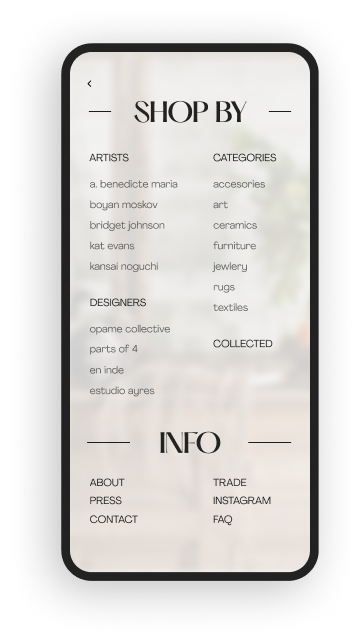 ‹
SHOP BY
ARTISTS
a. benedicte maria
boyan moskov
bridget johnson
kat evans
kansai noguchi
DESIGNERS
opame collective
parts of 4
en inde
estudio ayres
CATEGORIES
accesories
art
ceramics
furniture
jewlery
rugs
textiles
COLLECTED
INFO
ABOUT
PRESS
CONTACT
TRADE
INSTAGRAM
FAQ